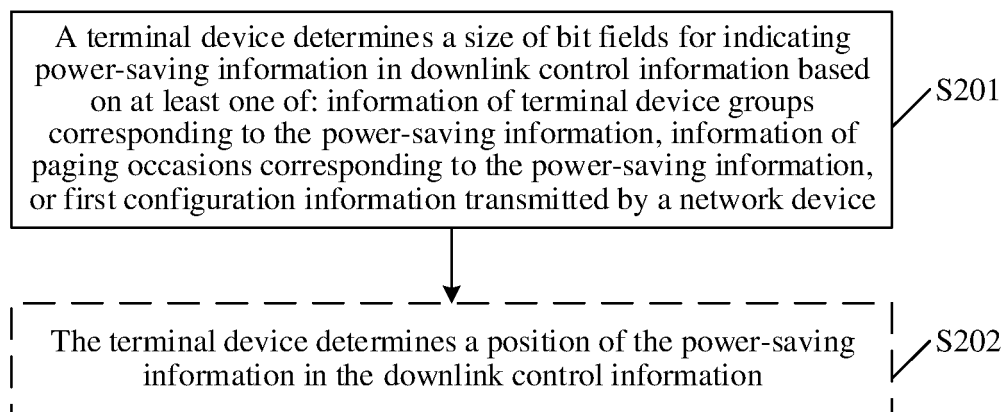 A terminal device determines a size of bit fields for indicating
power-saving information in downlink control information based
on at least one of: information of terminal device groups
corresponding to the power-saving information, information of
paging occasions corresponding to the power-saving information,
or first configuration information transmitted by a network device
S201
The terminal device determines a position of the power-saving
information in the downlink control information
S202